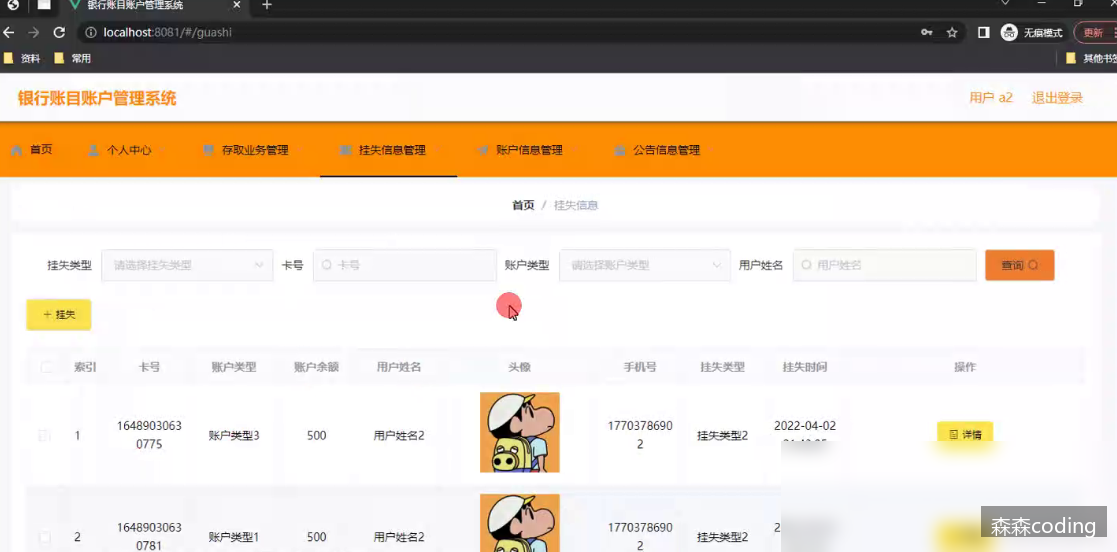 银行账目账户管理系统
localhost:8081/#/guashi
无痕模式
更新
资料
常用
其他书签
银行账目账户管理系统
用户 a2
退出登录
首页
个人中心
存取业务管理
挂失信息管理
账户信息管理
公告信息管理
首页 / 挂失信息
挂失类型 请选择挂失类型 卡号 卡号 账户类型 请选择账户类型 用户姓名 用户姓名 查询
+ 挂失
索引 卡号 账户类型 账户余额 用户姓名 头像 手机号 挂失类型 挂失时间 操作
1 1648903063 0775 账户类型3 500 用户姓名2 1770378690 2 挂失类型2 2022-04-02 详情
2 1648903063 0781 账户类型1 500 用户姓名2 1770378690 2 挂失类型2
森森coding